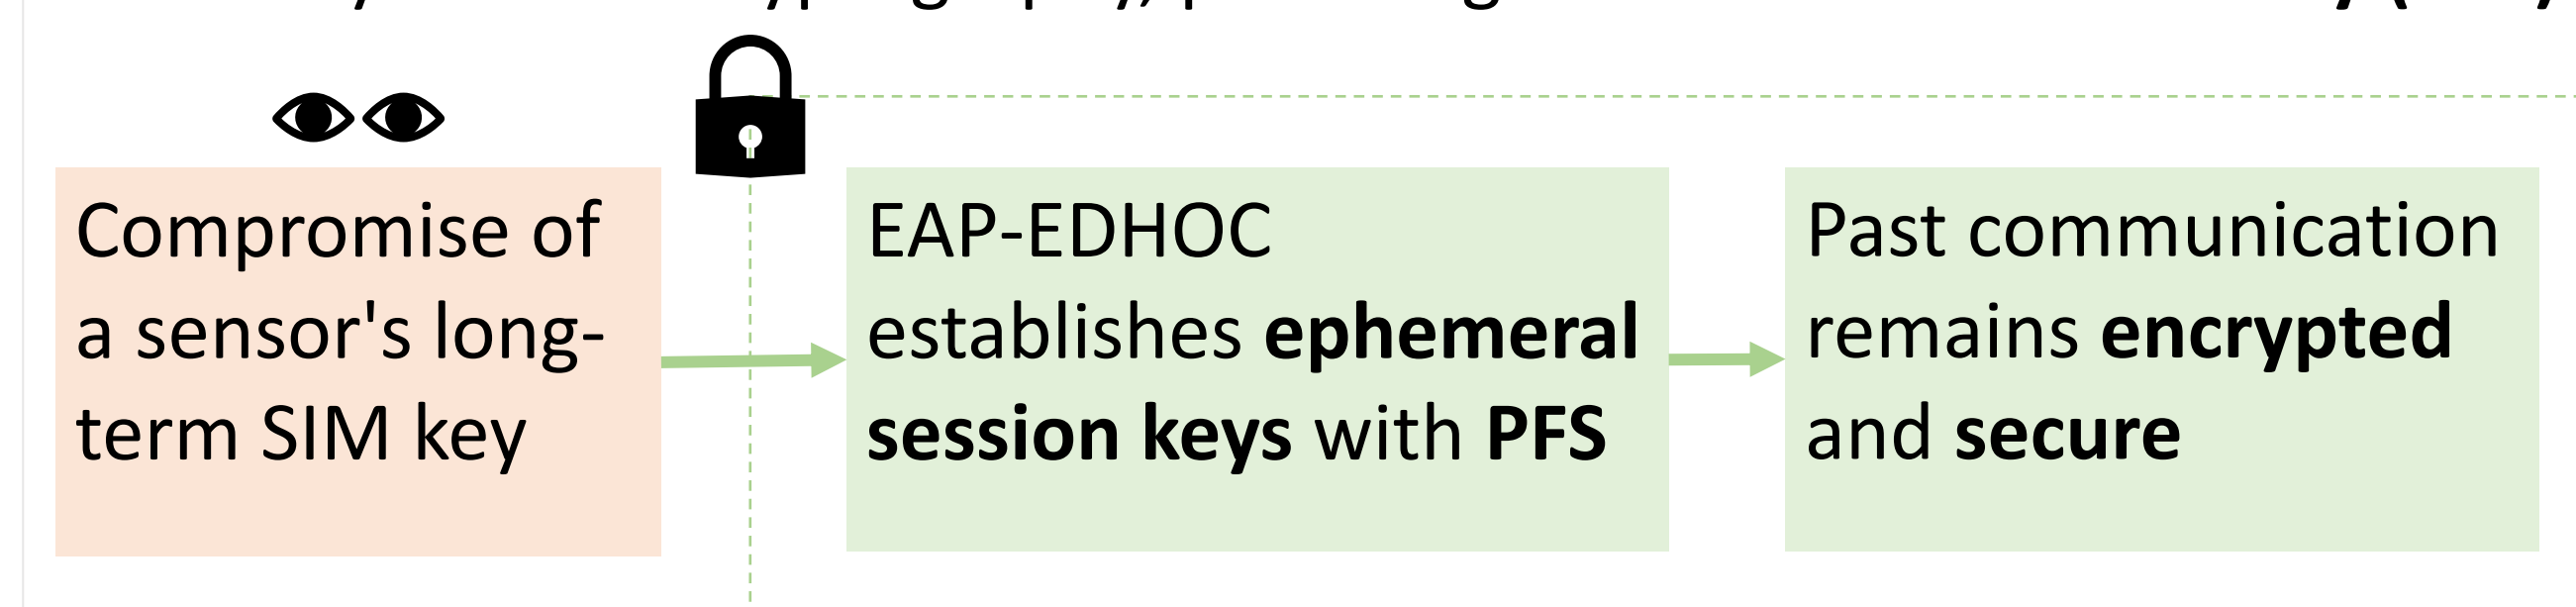 Compromise of
a sensor's long-
term SIM key
EAP-EDHOC
establishes ephemeral
session keys with PFS
Past communication
remains encrypted
and secure